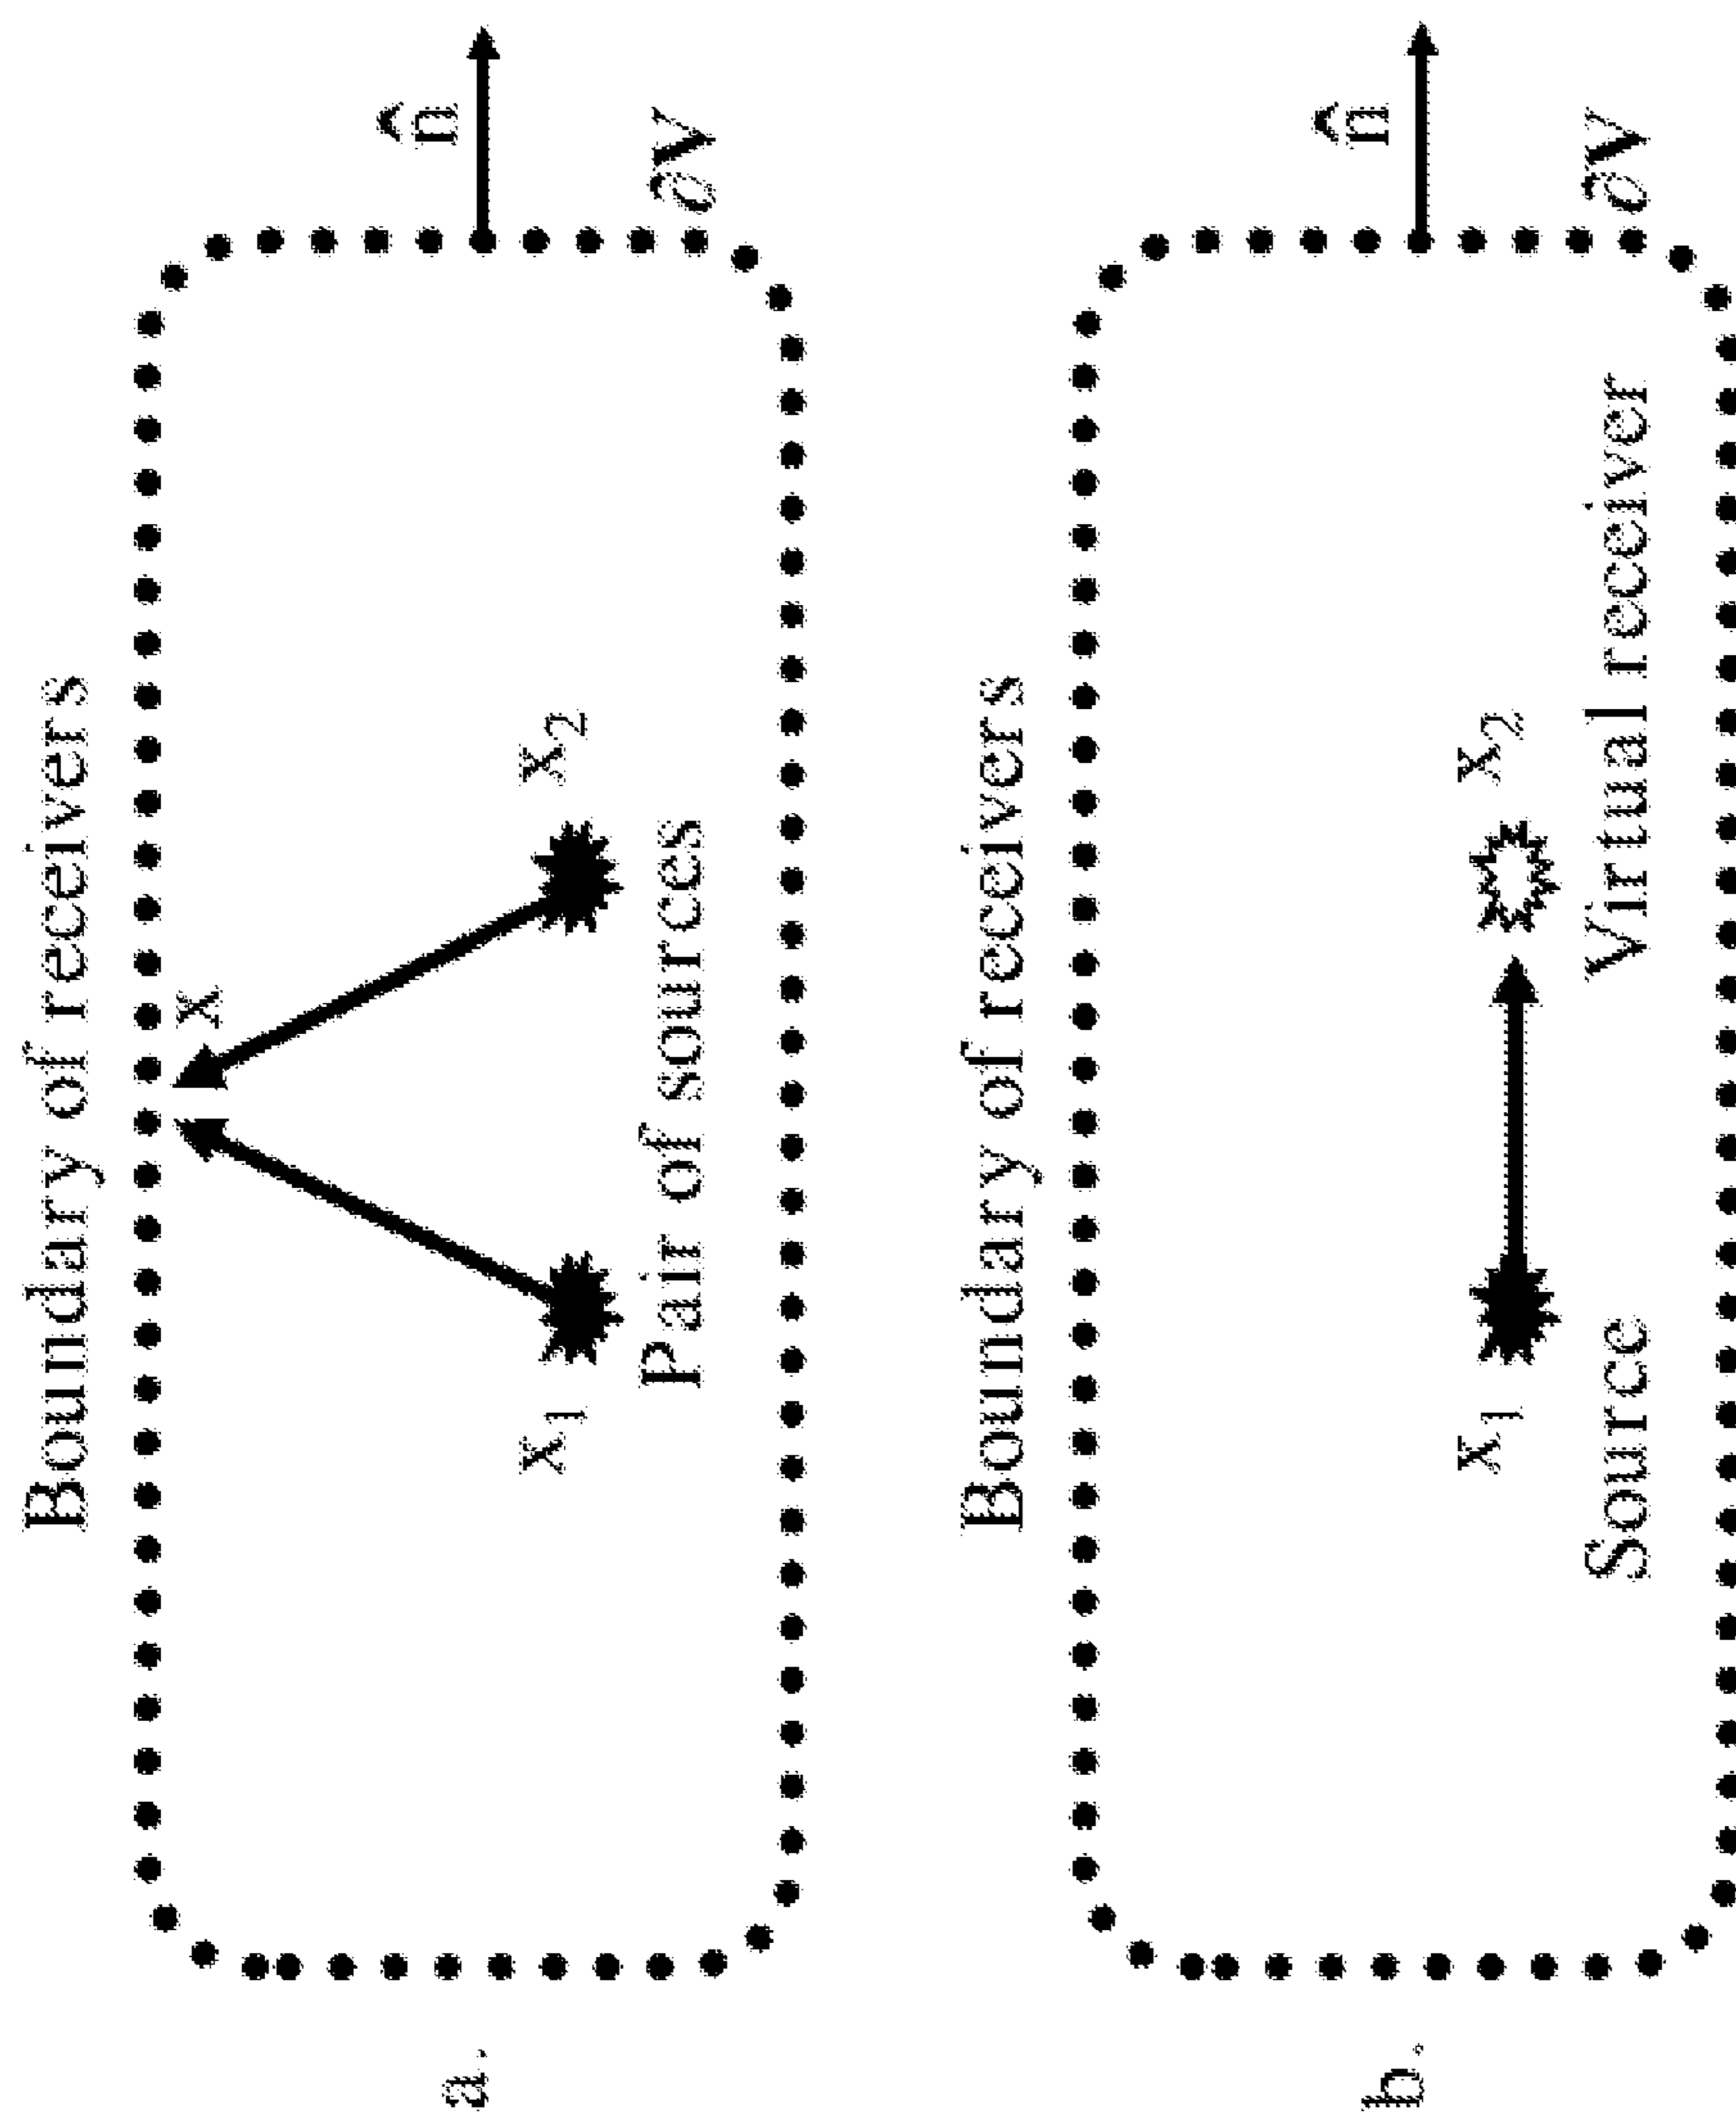 a.
Boundary of receivers
x
x₁
x₂
Pair of sources
n̂
∂V
b.
Boundary of receivers
x₁
x₂
Source
Virtual receiver
n̂
∂V